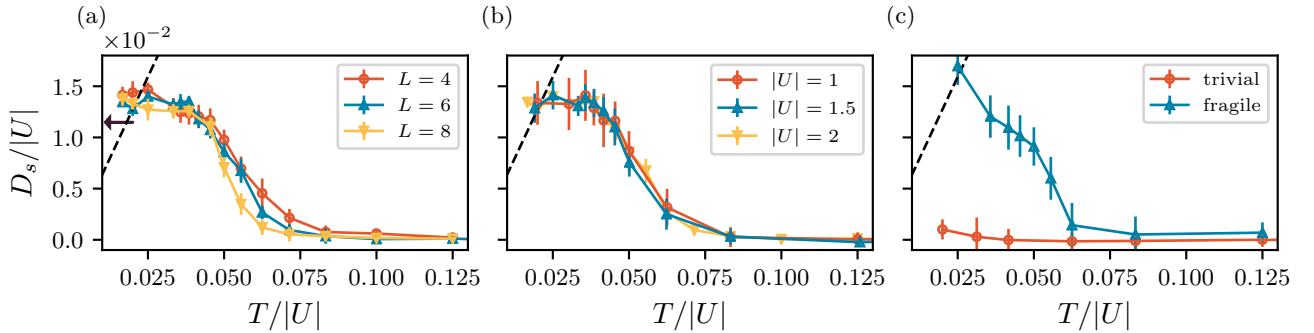 (a)
×10⁻²
D_s/|U|
1.5
1.0
0.5
0.0
L = 4
L = 6
L = 8
0.025 0.050 0.075 0.100 0.125
T/|U|
(b)
|U| = 1
|U| = 1.5
|U| = 2
0.025 0.050 0.075 0.100 0.125
T/|U|
(c)
trivial
fragile
0.025 0.050 0.075 0.100 0.125
T/|U|